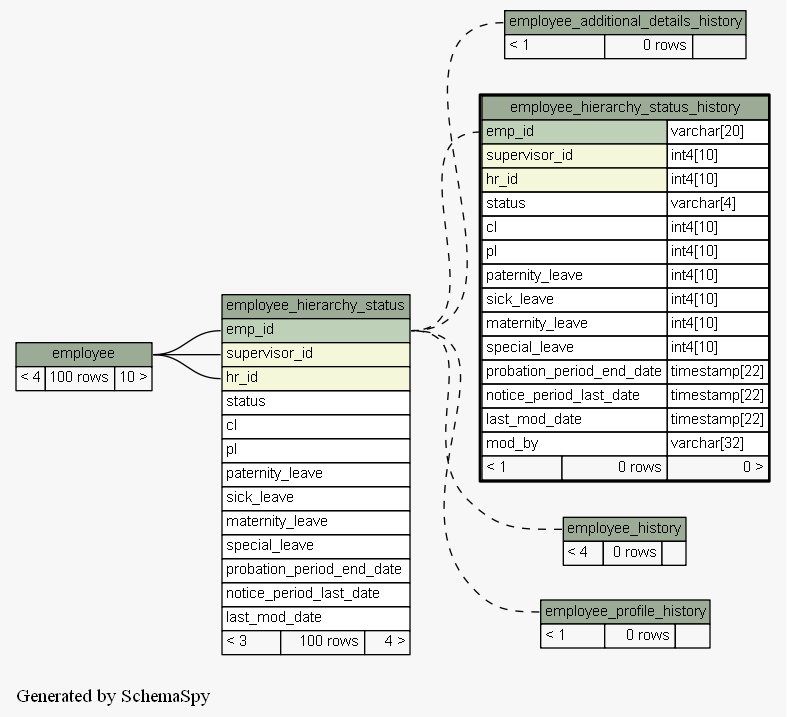 employee_additional_details_history
< 1 0 rows
employee_hierarchy_status_history
emp_id varchar[20]
supervisor_id int4[10]
hr_id int4[10]
status varchar[4]
cl int4[10]
pl int4[10]
paternity_leave int4[10]
sick_leave int4[10]
maternity_leave int4[10]
special_leave int4[10]
probation_period_end_date timestamp[22]
notice_period_last_date timestamp[22]
last_mod_date timestamp[22]
mod_by varchar[32]
< 1 0 rows 0 >
employee_hierarchy_status
emp_id
supervisor_id
hr_id
status
cl
pl
paternity_leave
sick_leave
maternity_leave
special_leave
probation_period_end_date
notice_period_last_date
last_mod_date
< 3 100 rows 4 >
employee
< 4 100 rows 10 >
employee_history
< 4 0 rows
employee_profile_history
< 1 0 rows
Generated by SchemaSpy